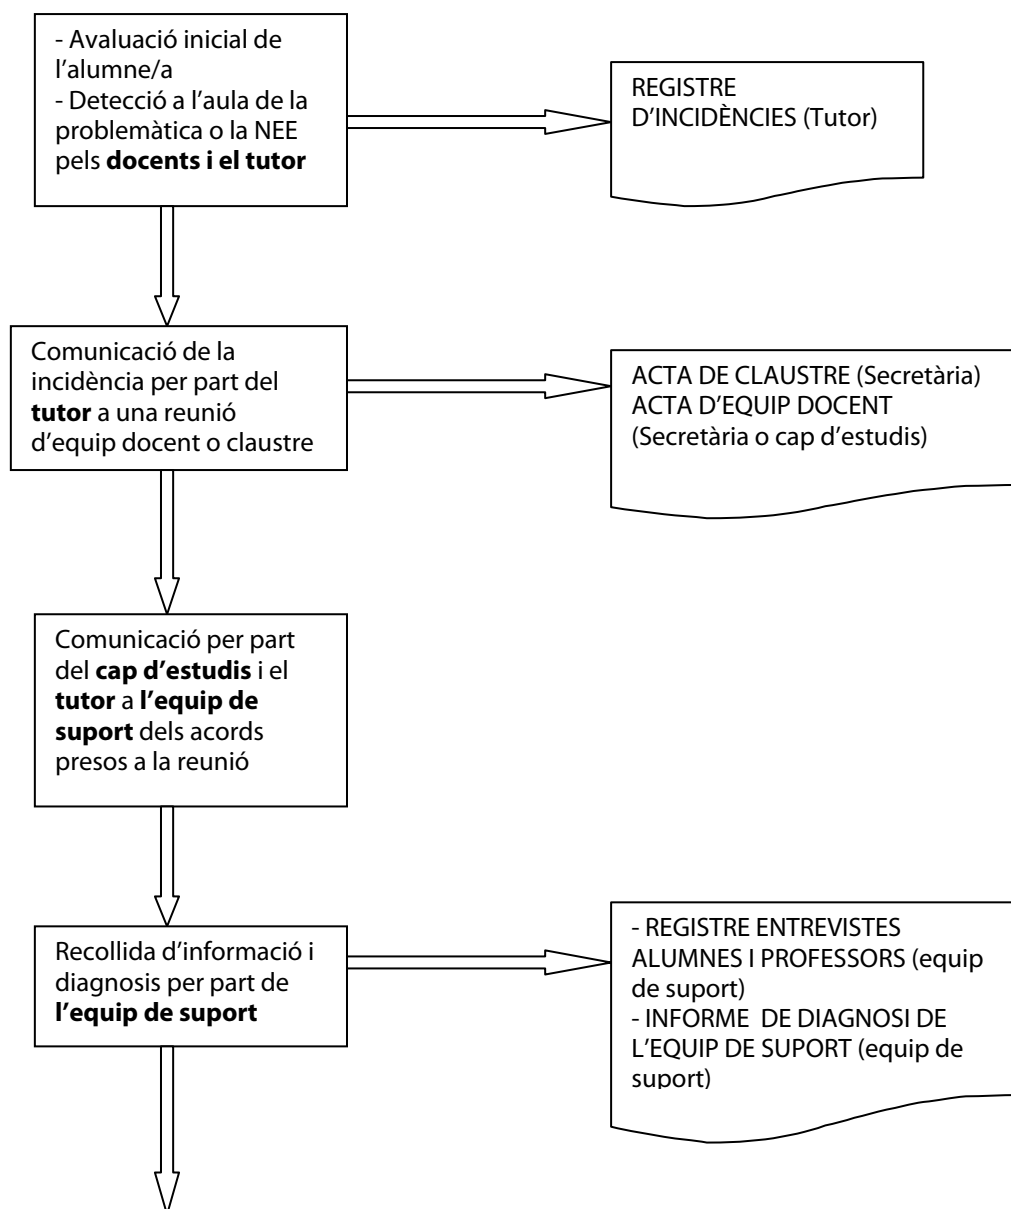 - Avaluació inicial de
l’alumne/a
- Detecció a l’aula de la
problemàtica o la NEE
pels docents i el tutor
REGISTRE
D’INCIDÈNCIES (Tutor)
Comunicació de la
incidència per part del
tutor a una reunió
d’equip docent o claustre
ACTA DE CLAUSTRE (Secretària)
ACTA D’EQUIP DOCENT
(Secretària o cap d’estudis)
Comunicació per part
del cap d’estudis i el
tutor a l’equip de
suport dels acords
presos a la reunió
Recollida d’informació i
diagnosis per part de
l’equip de suport
- REGISTRE ENTREVISTES
ALUMNES I PROFESSORS (equip
de suport)
- INFORME DE DIAGNOSI DE
L’EQUIP DE SUPORT (equip de
suport)